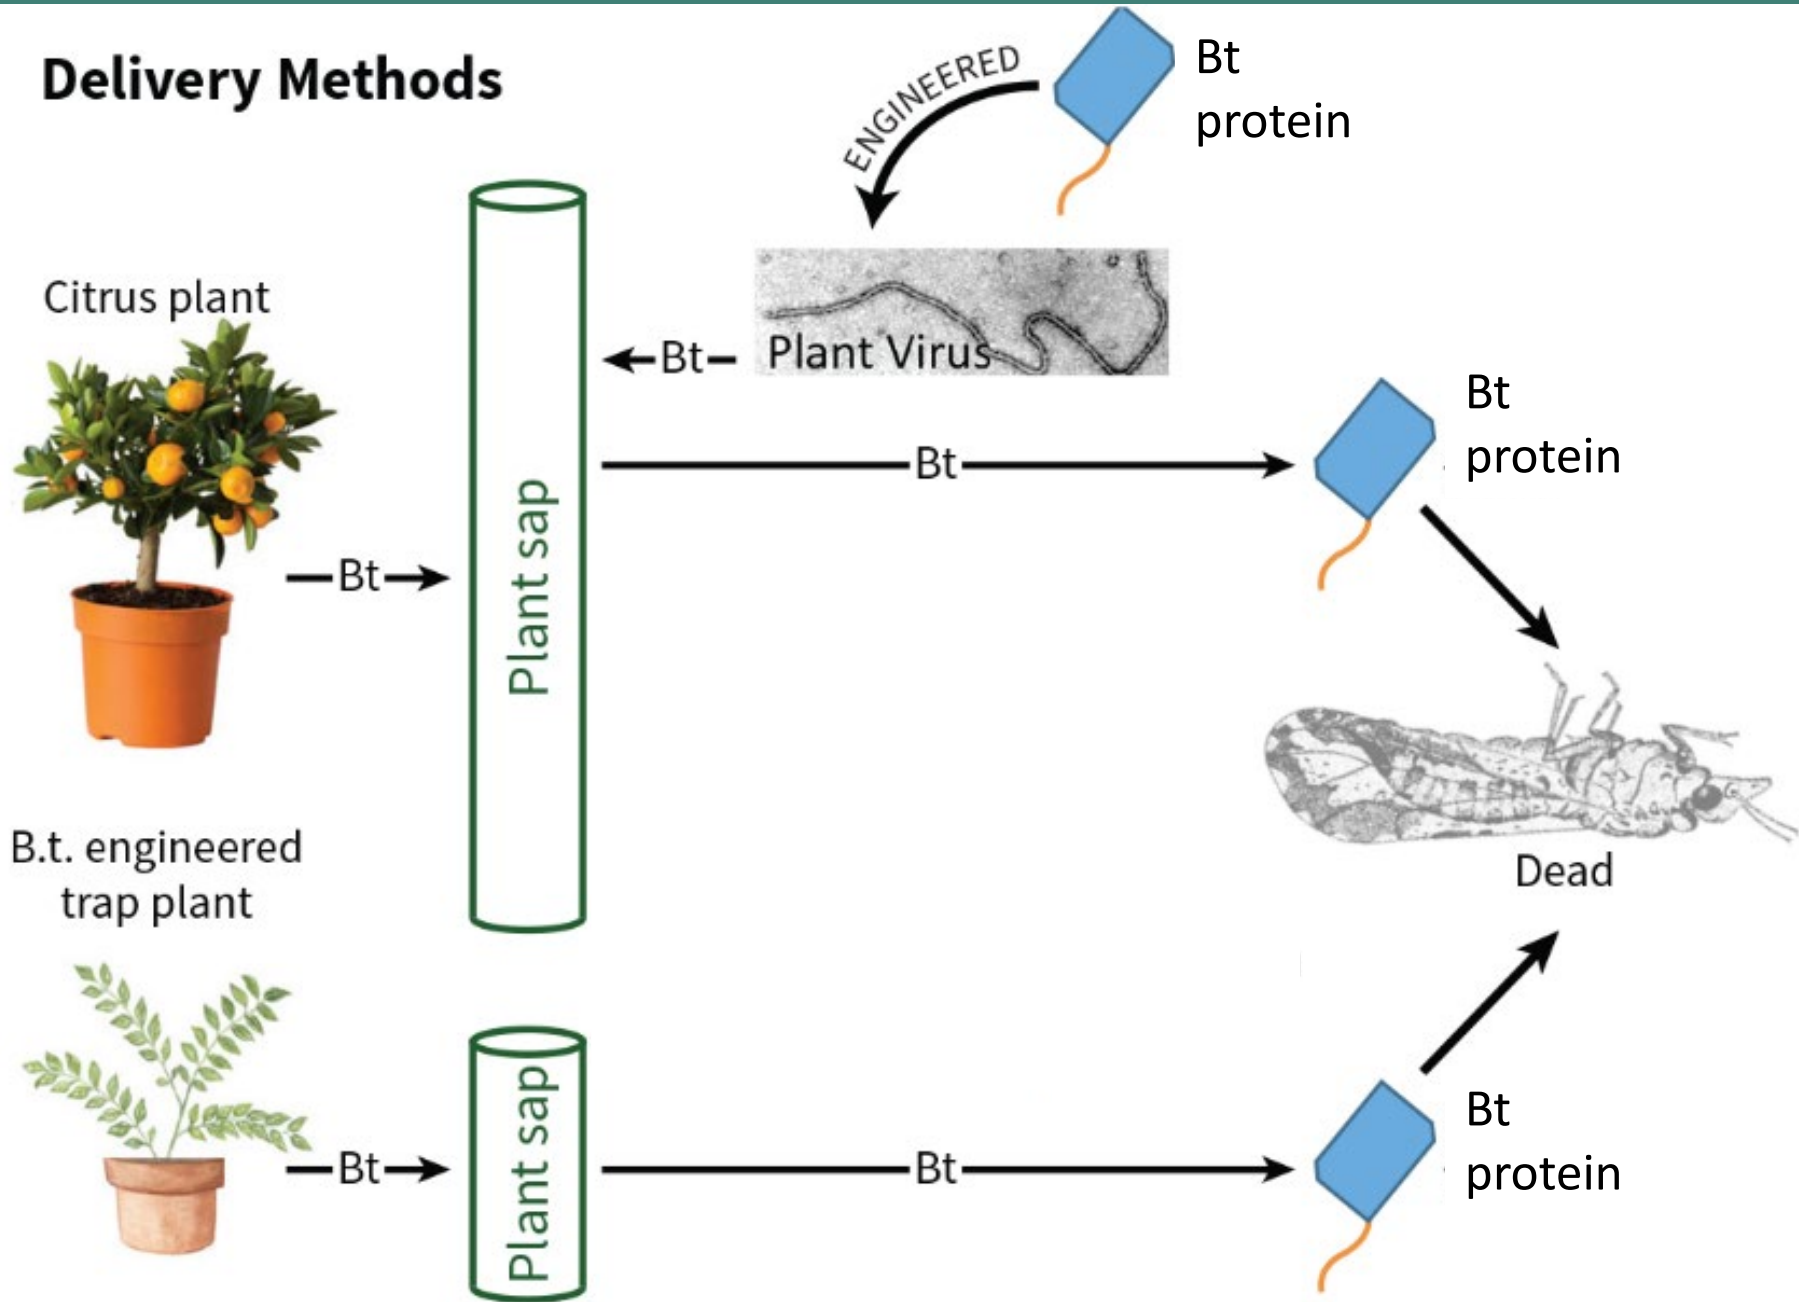 Delivery Methods
ENGINEERED
Bt
protein
Citrus plant
Bt
Plant Virus
Bt
Bt
protein
Bt
Plant sap
Dead
B.t. engineered
trap plant
Bt
Plant sap
Bt
Bt
protein